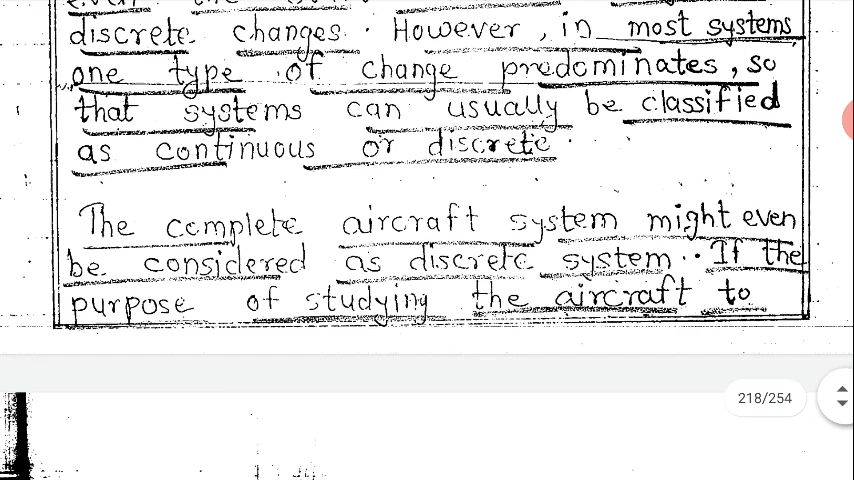 discrete changes. However, in most systems
one type of change predominates, so
that systems can usually be classified
as continuous or discrete.
The complete aircraft system might even
be considered as discrete system.. If the
purpose of studying the aircraft to
218/254